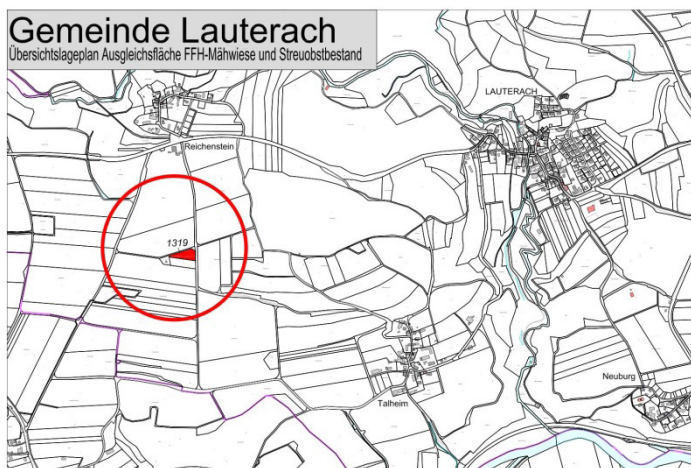 Gemeinde Lauterach
Übersichtslageplan Ausgleichsfläche FFH-Mähwiese und Streuobstbestand
LAUTERACH
Reichenstein
1319
Neuburg
Talheim